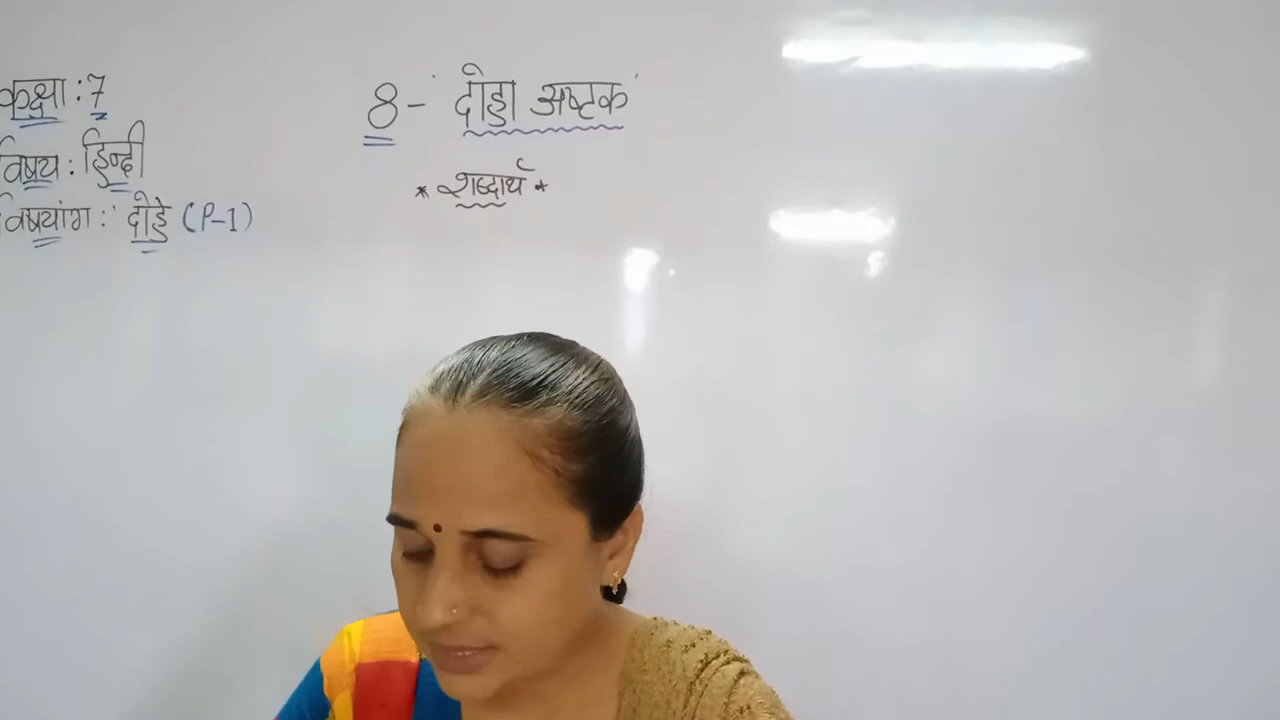 कक्षा : 7
विषय : हिन्दी
विषयांग : ' दोहे (P-1)
8 - ' दोहा अष्टक '
* शब्दार्थ *